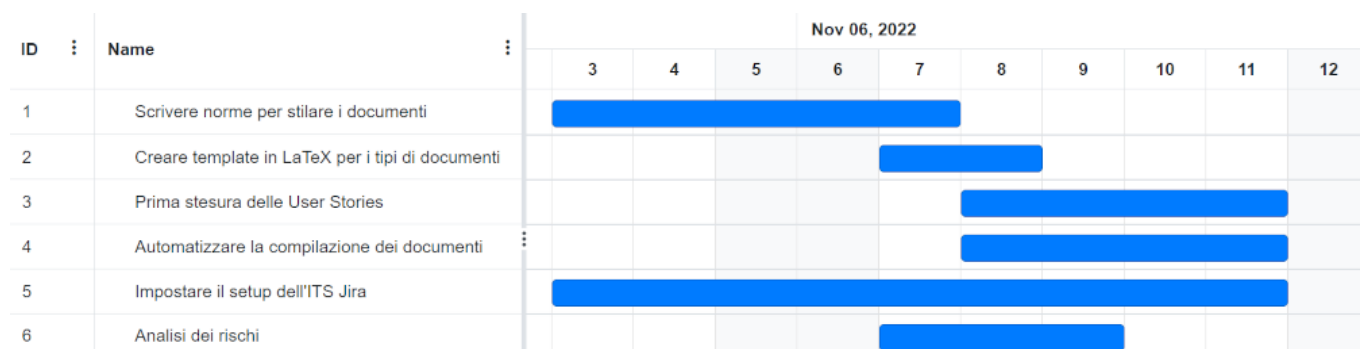 ID Name Nov 06, 2022
3 4 5 6 7 8 9 10 11 12
1 Scrivere norme per stilare i documenti
2 Creare template in LaTeX per i tipi di documenti
3 Prima stesura delle User Stories
4 Automatizzare la compilazione dei documenti
5 Impostare il setup dell'ITS Jira
6 Analisi dei rischi